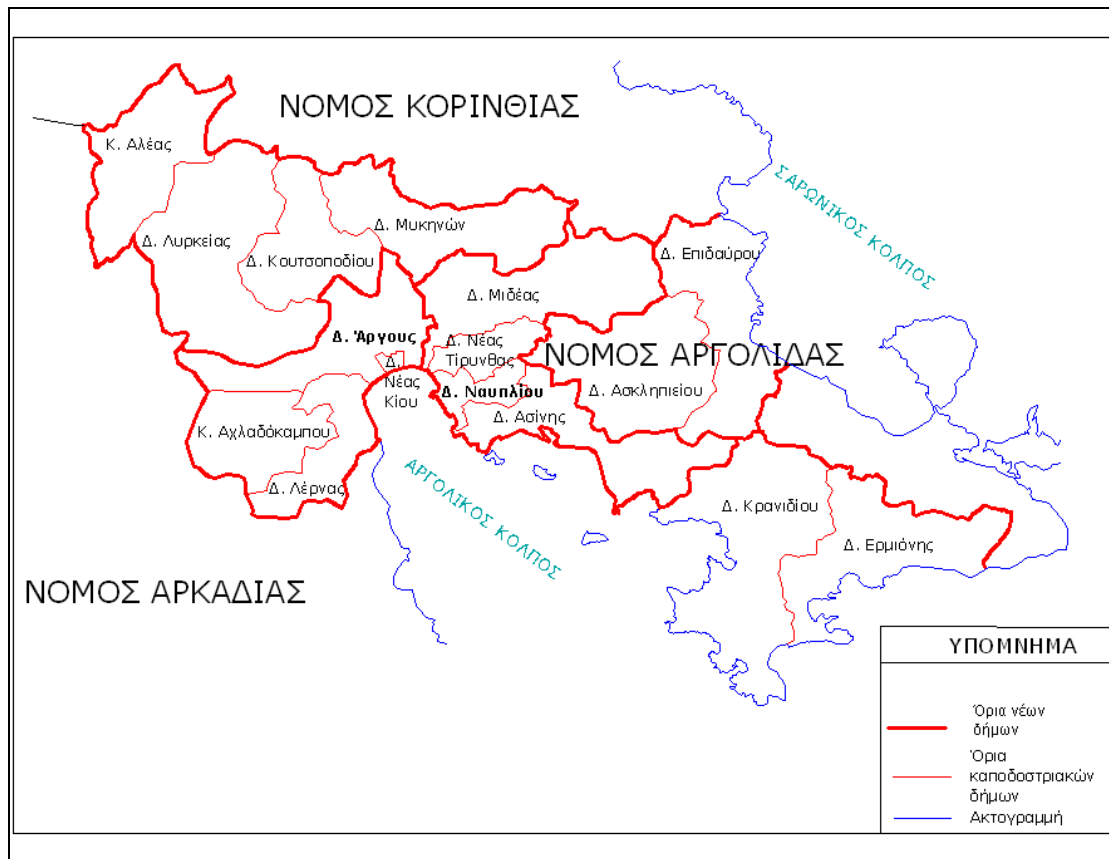 ΝΟΜΟΣ ΚΟΡΙΝΘΙΑΣ
Κ. Αλέας
ΣΑΡΩΝΙΚΟΣ ΚΟΛΠΟΣ
Δ. Μυκηνών
Δ. Λυρκείας
Δ. Κουτσοποδίου
Δ. Επιδαύρου
Δ. Μιδέας
Δ. Άργους
Δ. Νέας
Τίρυνθας
ΝΟΜΟΣ ΑΡΓΟΛΙΔΑΣ
Δ.
Νέας
Κίου
Δ. Ναυπλίου
Δ. Ασκληπιείου
Δ. Ασίνης
Κ. Αχλαδόκαμπου
Δ. Λέρνας
ΑΡΓΟΛΙΚΟΣ ΚΟΛΠΟΣ
Δ. Κρανιδίου
Δ. Ερμιόνης
ΝΟΜΟΣ ΑΡΚΑΔΙΑΣ
ΥΠΟΜΝΗΜΑ
Όρια νέων
δήμων
Όρια
καποδοστριακών
δήμων
Ακτογραμμή